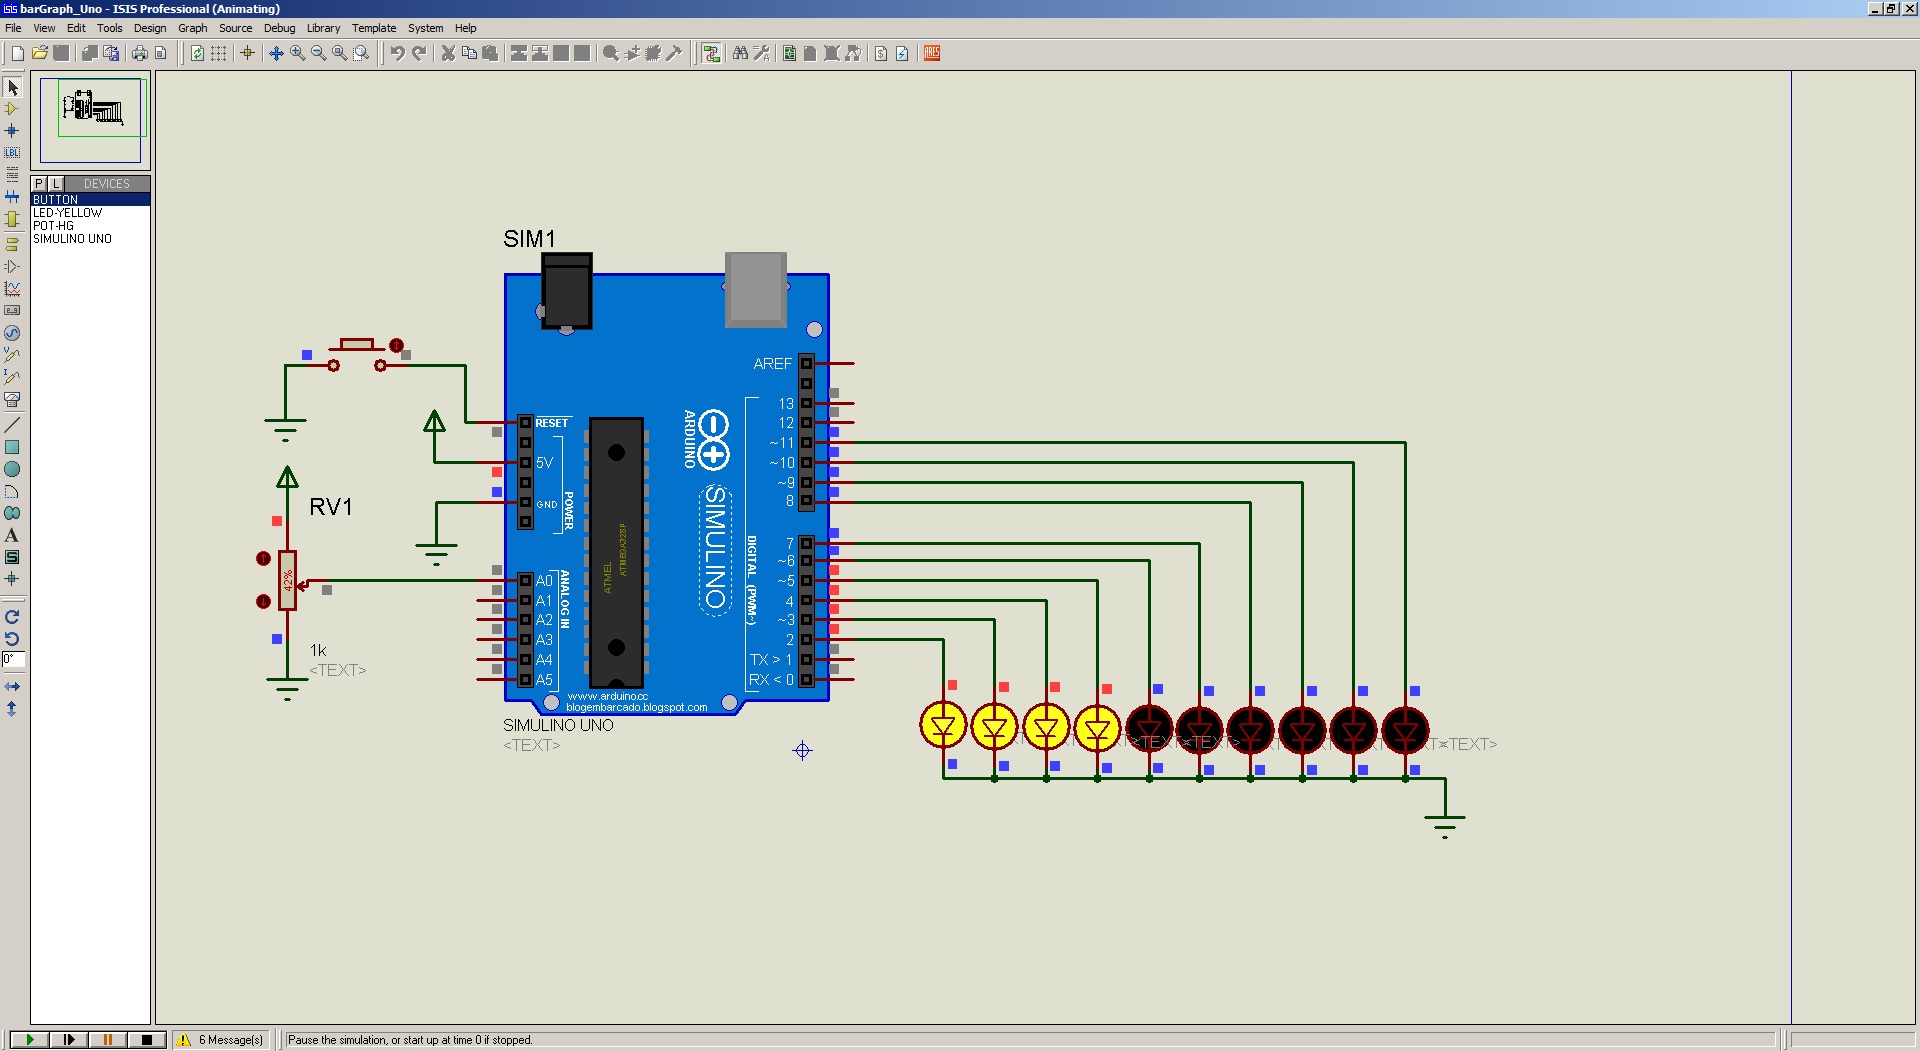 barGraph_Uno - ISIS Professional (Animating)
File View Edit Tools Design Graph Source Debug Library Template System Help
ARES
LBL
P L DEVICES
BUTTON
LED-YELLOW
POT-HG
SIMULINO UNO
A
S
0°
SIM1
AREF
13
12
~11
~10
~9
8
7
~6
~5
4
~3
2
TX > 1
RX < 0
DIGITAL (PWM~)
ARDUINO
SIMULINO
RESET
5V
GND
POWER
A0
A1
A2
A3
A4
A5
ANALOG IN
ATMEL
ATMEGA328P
www.arduino.cc
blogembarcado.blogspot.com
SIMULINO UNO
<TEXT>
RV1
42%
1k
<TEXT>
<TEXT>
6 Message(s)
Pause the simulation, or start up at time 0 if stopped.